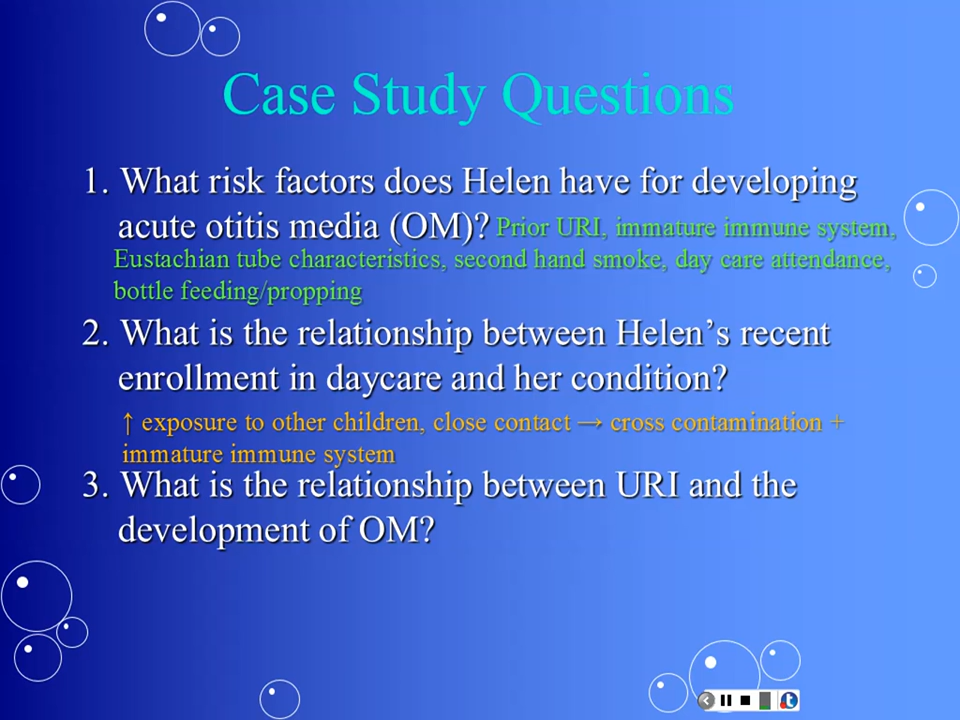 Case Study Questions
1. What risk factors does Helen have for developing
acute otitis media (OM)? Prior URI, immature immune system,
Eustachian tube characteristics, second hand smoke, day care attendance,
bottle feeding/propping
2. What is the relationship between Helen’s recent
enrollment in daycare and her condition?
↑ exposure to other children, close contact → cross contamination +
immature immune system
3. What is the relationship between URI and the
development of OM?
t